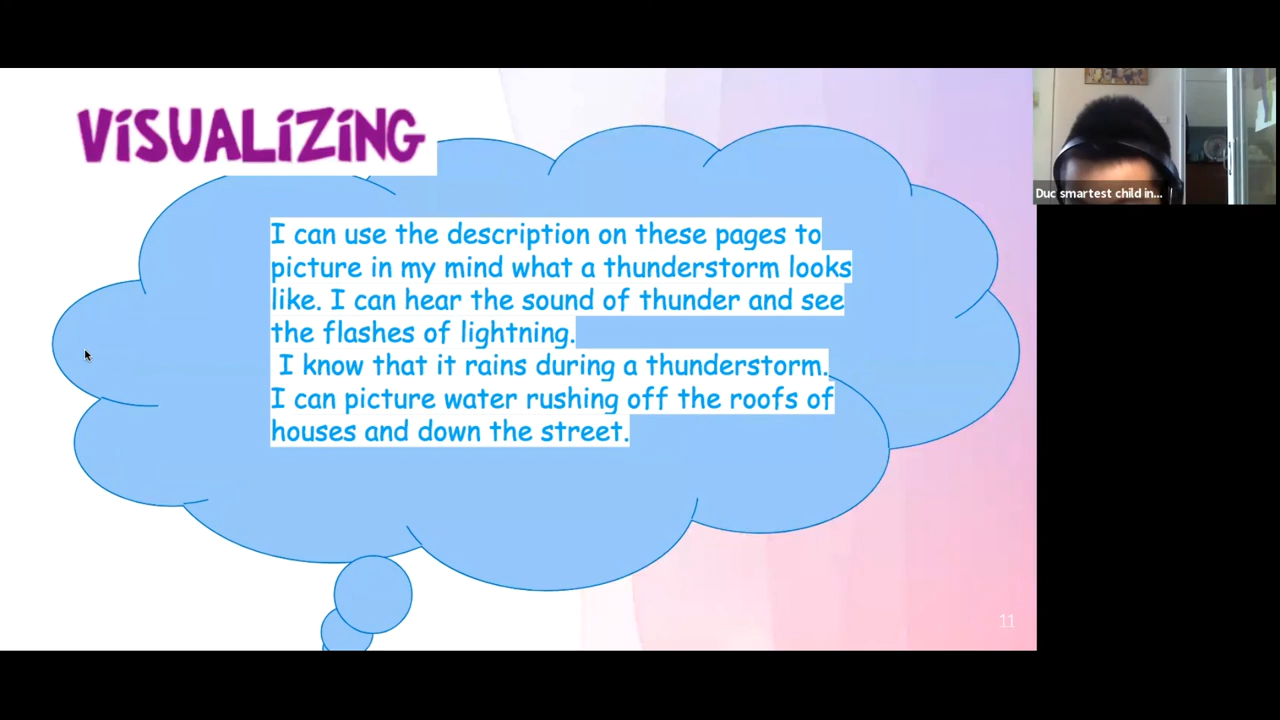 VISUALIZING
I can use the description on these pages to
picture in my mind what a thunderstorm looks
like. I can hear the sound of thunder and see
the flashes of lightning.
I know that it rains during a thunderstorm.
I can picture water rushing off the roofs of
houses and down the street.
11
Duc smartest child in...